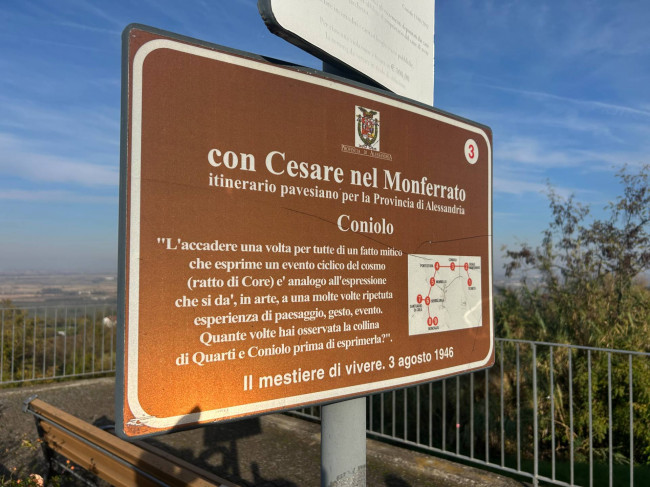 PROVINCIA DI ALESSANDRIA
3
con Cesare nel Monferrato
itinerario pavesiano per la Provincia di Alessandria
Coniolo
"L'accadere una volta per tutte di un fatto mitico
che esprime un evento ciclico del cosmo
(ratto di Core) e' analogo all'espressione
che si da', in arte, a una molte volte ripetuta
esperienza di paesaggio, gesto, evento.
Quante volte hai osservata la collina
di Quarti e Coniolo prima di esprimerla?".
Il mestiere di vivere. 3 agosto 1946